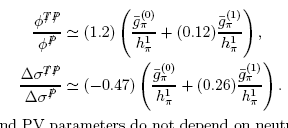 \frac{\phi^{\not{T}\not{P}}}{\phi^{\not{P}}} \simeq (1.2) \left( \frac{\bar{g}_\pi^{(0)}}{h_\pi^1} + (0.12) \frac{\bar{g}_\pi^{(1)}}{h_\pi^1} \right),
\frac{\Delta\sigma^{\not{T}\not{P}}}{\Delta\sigma^{\not{P}}} \simeq (-0.47) \left( \frac{\bar{g}_\pi^{(0)}}{h_\pi^1} + (0.26) \frac{\bar{g}_\pi^{(1)}}{h_\pi^1} \right).
PV parameters do not depend on